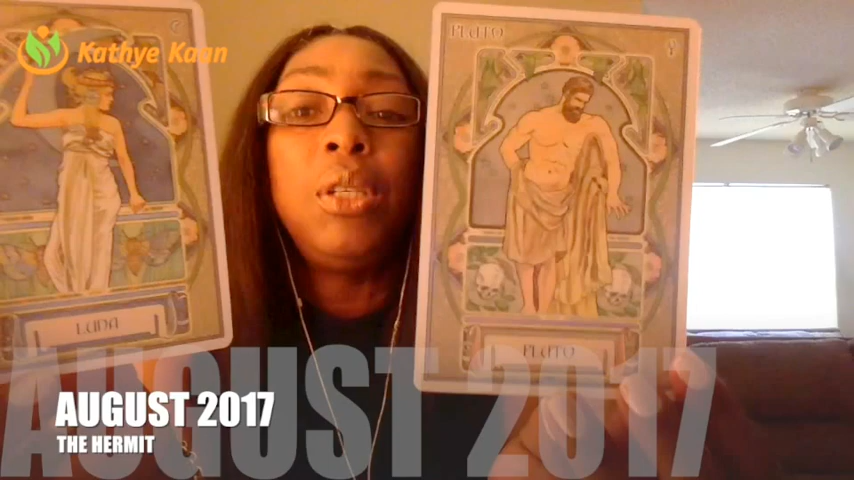 Kathye Kaan
PLUTO
LUNA
PLUTO
AUGUST 2017
AUGUST 2017
THE HERMIT